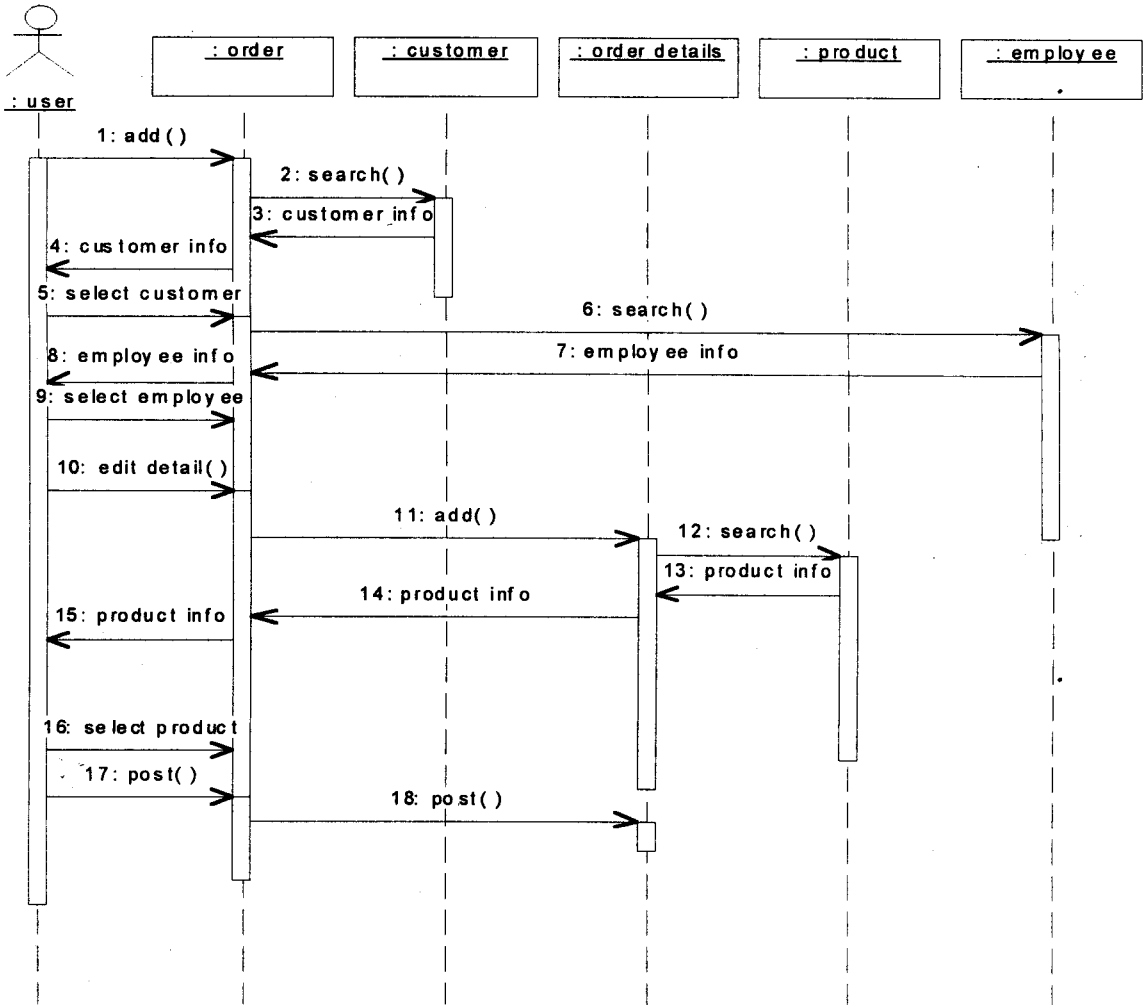 : user
: order
: customer
: order details
: product
: employee
1: add()
2: search()
3: customer info
4: customer info
5: select customer
6: search()
7: employee info
8: employee info
9: select employee
10: edit detail()
11: add()
12: search()
13: product info
14: product info
15: product info
16: select product
17: post()
18: post()